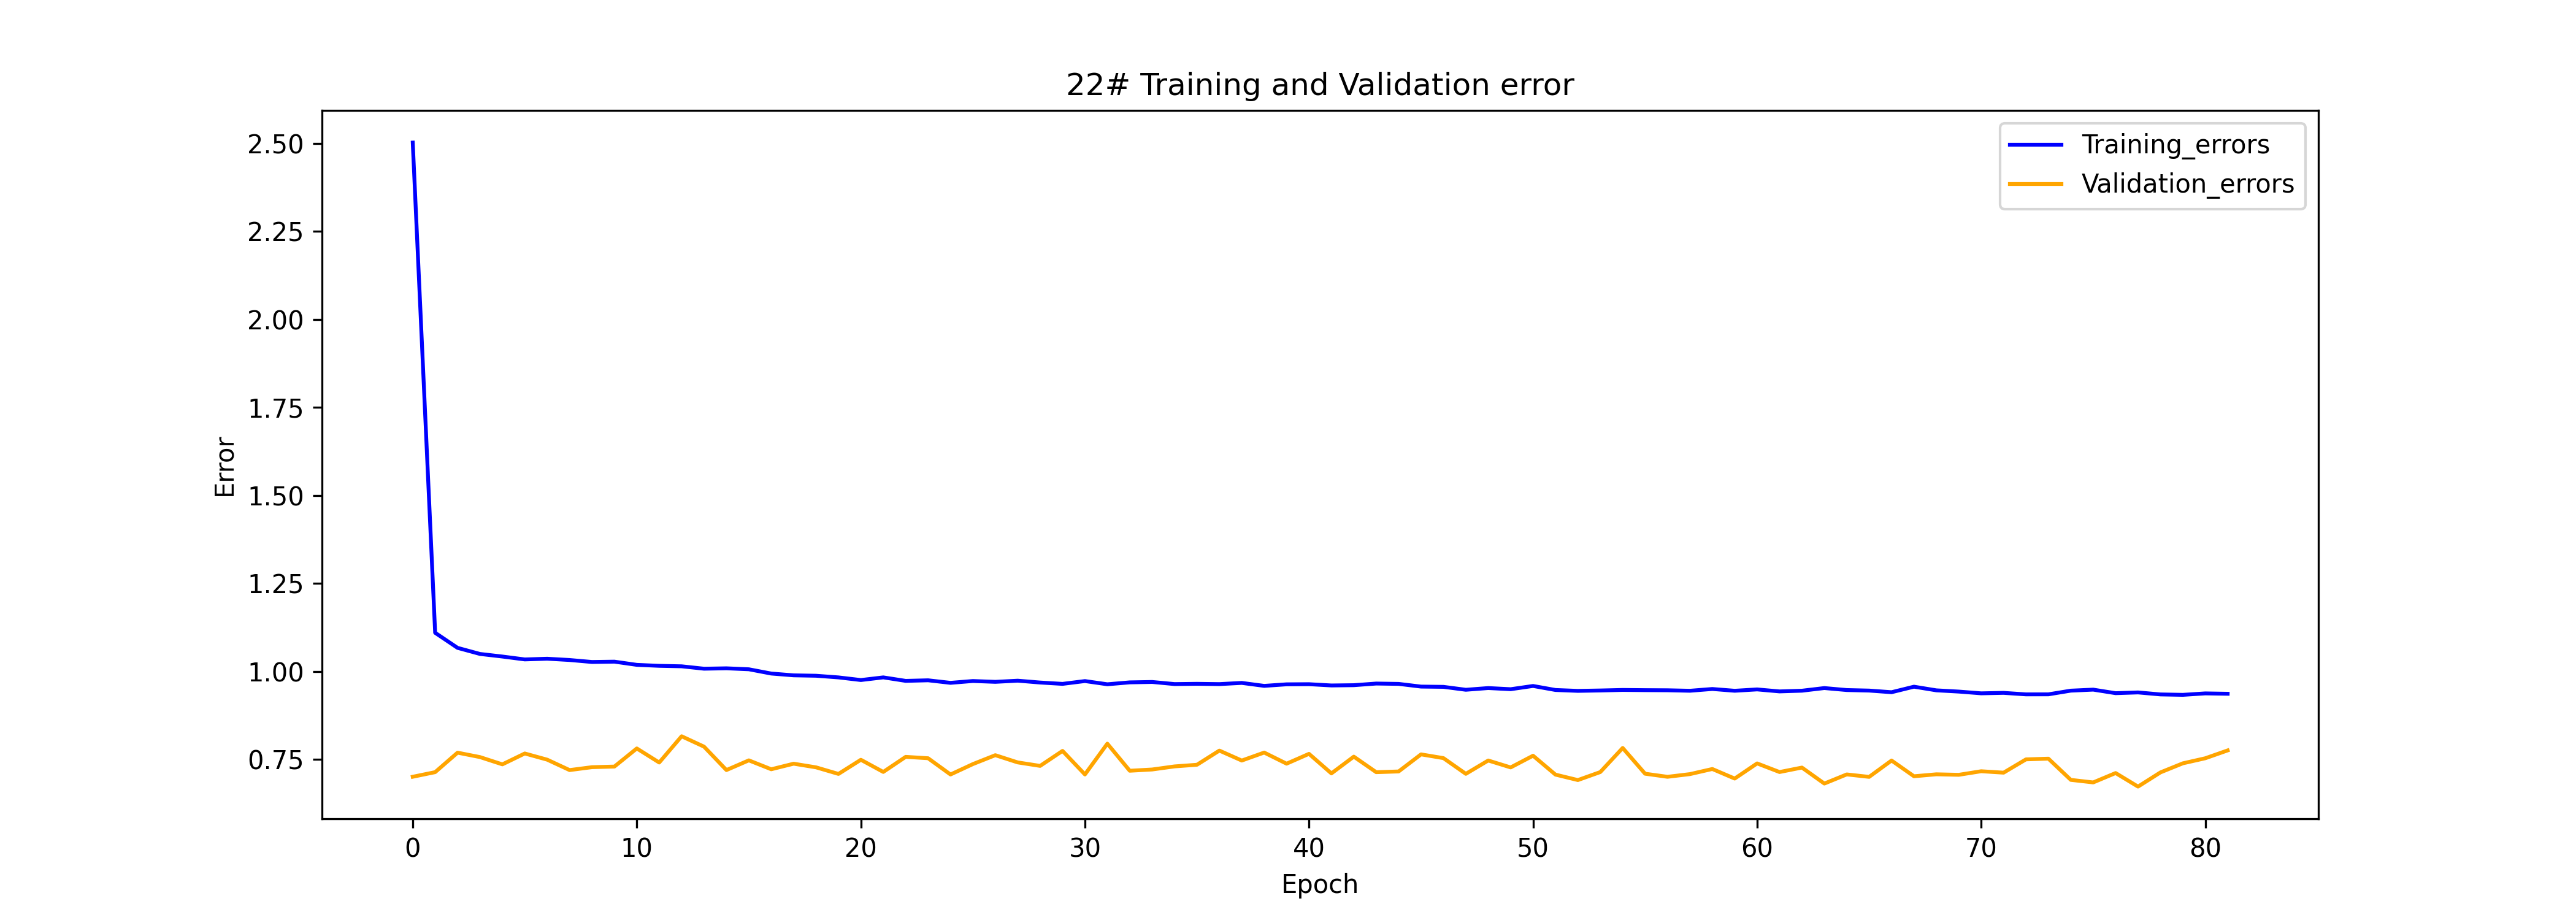 22# Training and Validation error
Training_errors
Validation_errors
2.50
2.25
2.00
1.75
1.50
1.25
1.00
0.75
Error
0 10 20 30 40 50 60 70 80
Epoch